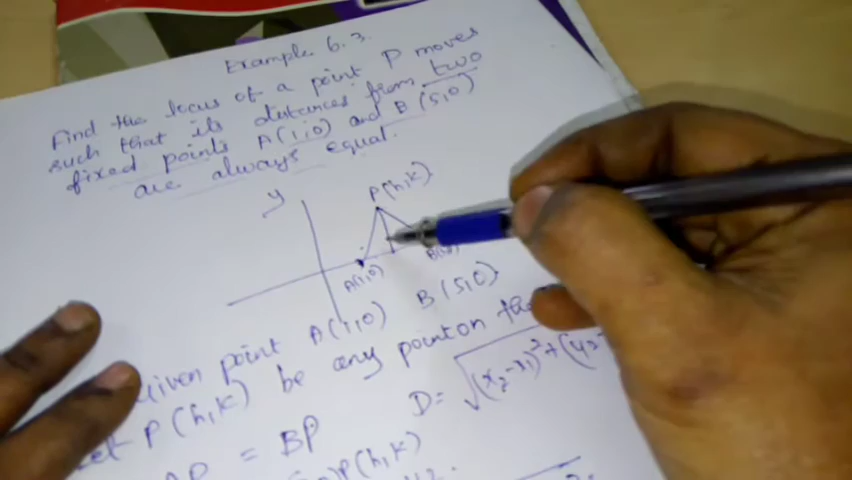 Example 6.3.
Find the locus of a point P moves
such that its distances from two
fixed points A(1,0) and B(5,0)
are always equal.
y
P(h,k)
A(1,0)
given point A(1,0) B(5,0)
Let P(h,k) be any point on the
D= √(x₂-x₁)²+(y₂-
AP = BP
P(h,k)